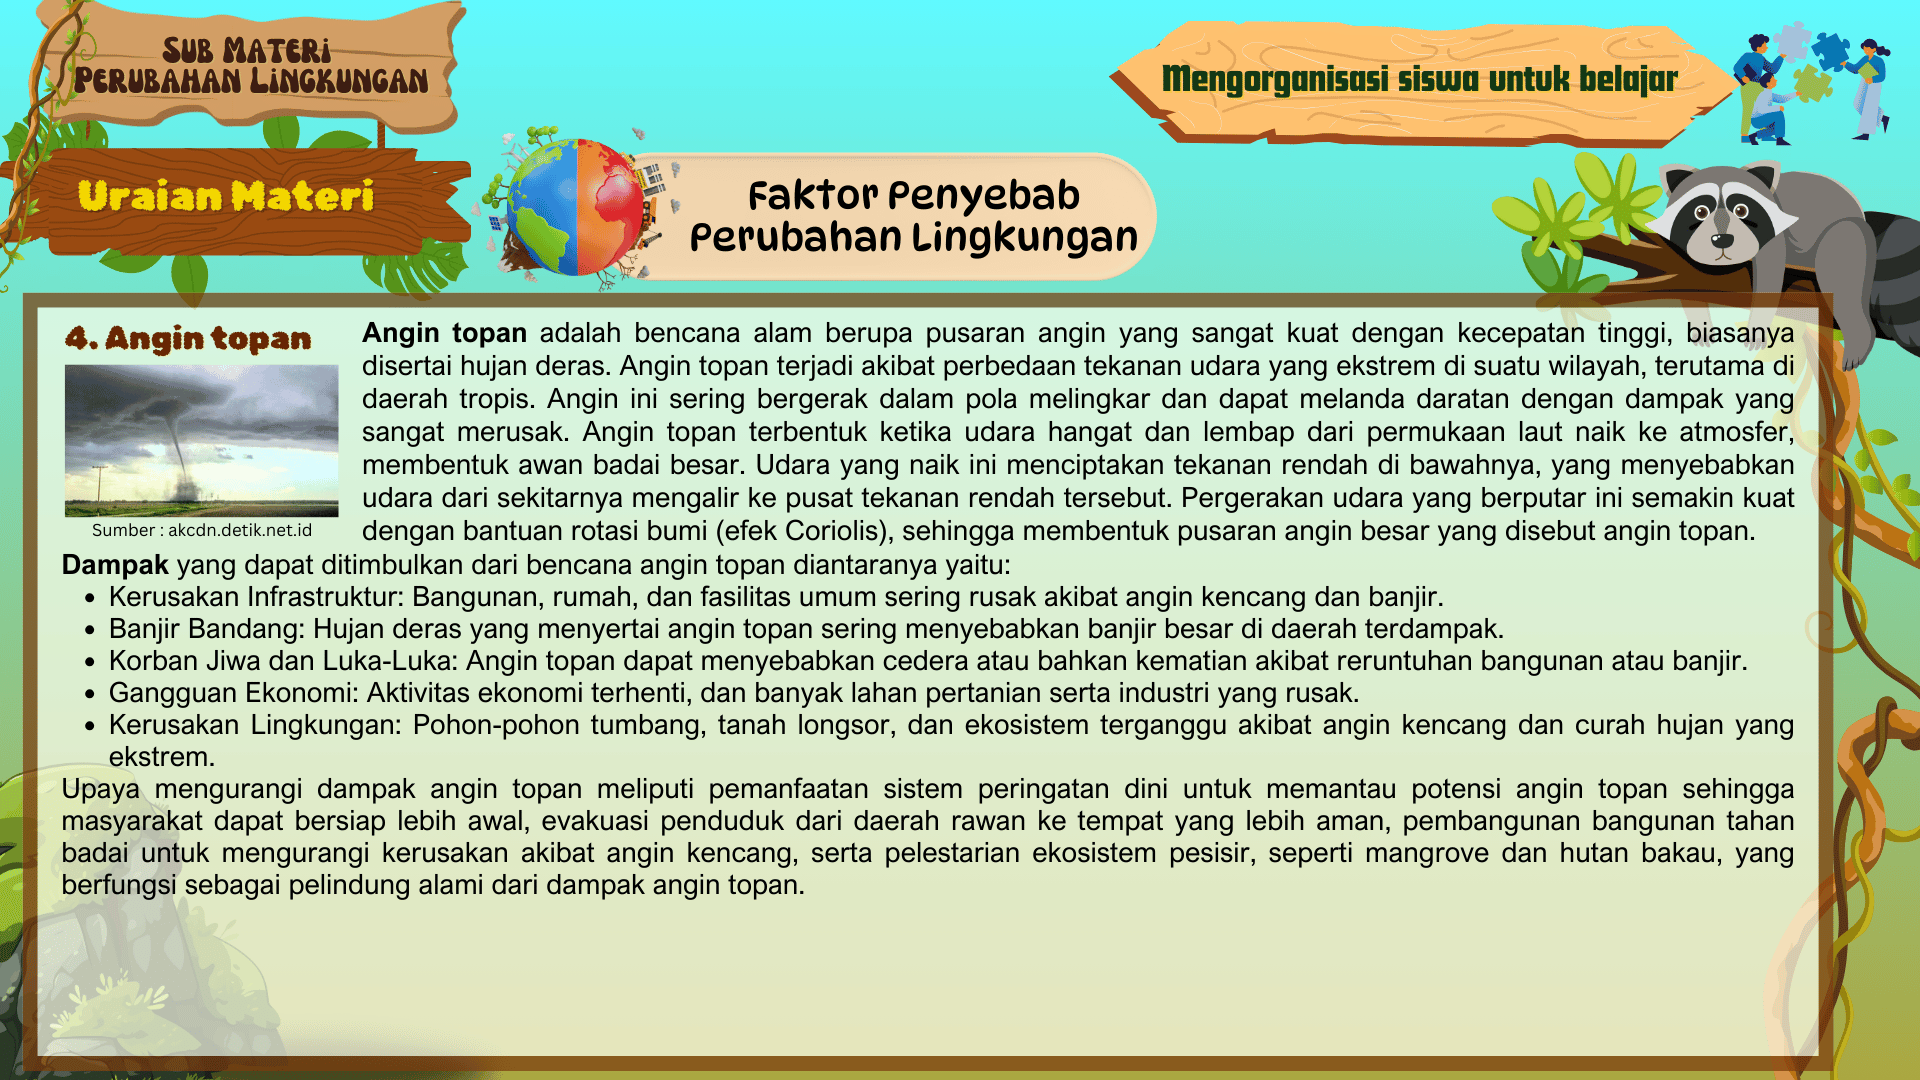 SUB MATERI
PERUBAHAN LINGKUNGAN
Mengorganisasi siswa untuk belajar
Uraian Materi
Faktor Penyebab
Perubahan Lingkungan
4. Angin topan
Sumber : akcdn.detik.net.id
Angin topan adalah bencana alam berupa pusaran angin yang sangat kuat dengan kecepatan tinggi, biasanya
disertai hujan deras. Angin topan terjadi akibat perbedaan tekanan udara yang ekstrem di suatu wilayah, terutama di
daerah tropis. Angin ini sering bergerak dalam pola melingkar dan dapat melanda daratan dengan dampak yang
sangat merusak. Angin topan terbentuk ketika udara hangat dan lembap dari permukaan laut naik ke atmosfer,
membentuk awan badai besar. Udara yang naik ini menciptakan tekanan rendah di bawahnya, yang menyebabkan
udara dari sekitarnya mengalir ke pusat tekanan rendah tersebut. Pergerakan udara yang berputar ini semakin kuat
dengan bantuan rotasi bumi (efek Coriolis), sehingga membentuk pusaran angin besar yang disebut angin topan.
Dampak yang dapat ditimbulkan dari bencana angin topan diantaranya yaitu:
• Kerusakan Infrastruktur: Bangunan, rumah, dan fasilitas umum sering rusak akibat angin kencang dan banjir.
• Banjir Bandang: Hujan deras yang menyertai angin topan sering menyebabkan banjir besar di daerah terdampak.
• Korban Jiwa dan Luka-Luka: Angin topan dapat menyebabkan cedera atau bahkan kematian akibat reruntuhan bangunan atau banjir.
• Gangguan Ekonomi: Aktivitas ekonomi terhenti, dan banyak lahan pertanian serta industri yang rusak.
• Kerusakan Lingkungan: Pohon-pohon tumbang, tanah longsor, dan ekosistem terganggu akibat angin kencang dan curah hujan yang
ekstrem.
Upaya mengurangi dampak angin topan meliputi pemanfaatan sistem peringatan dini untuk memantau potensi angin topan sehingga
masyarakat dapat bersiap lebih awal, evakuasi penduduk dari daerah rawan ke tempat yang lebih aman, pembangunan bangunan tahan
badai untuk mengurangi kerusakan akibat angin kencang, serta pelestarian ekosistem pesisir, seperti mangrove dan hutan bakau, yang
berfungsi sebagai pelindung alami dari dampak angin topan.